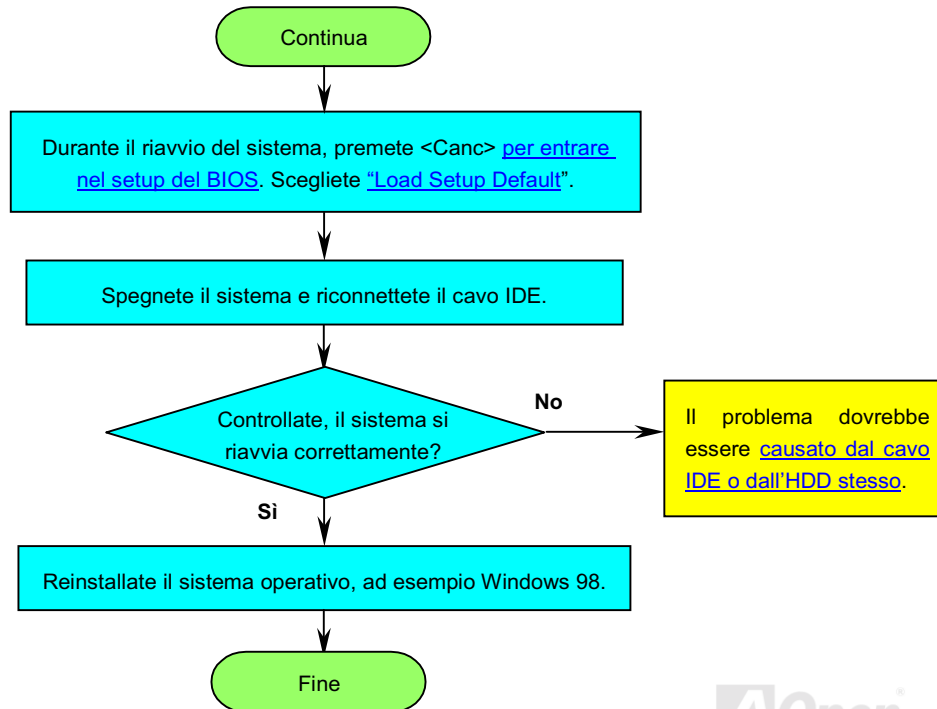 Continua
Durante il riavvio del sistema, premete <Canc> per entrare
nel setup del BIOS. Scegliete “Load Setup Default”.
Spegnete il sistema e riconnettete il cavo IDE.
Controllate, il sistema si
riavvia correttamente?
No
Il problema dovrebbe
essere causato dal cavo
IDE o dall’HDD stesso.
Sì
Reinstallate il sistema operativo, ad esempio Windows 98.
Fine